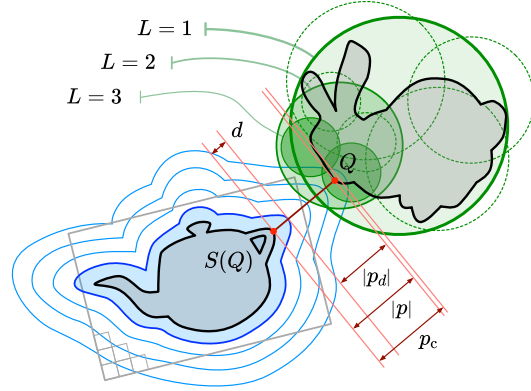 L = 1
L = 2
L = 3
d
Q
S(Q)
|p_d|
|p|
p_c